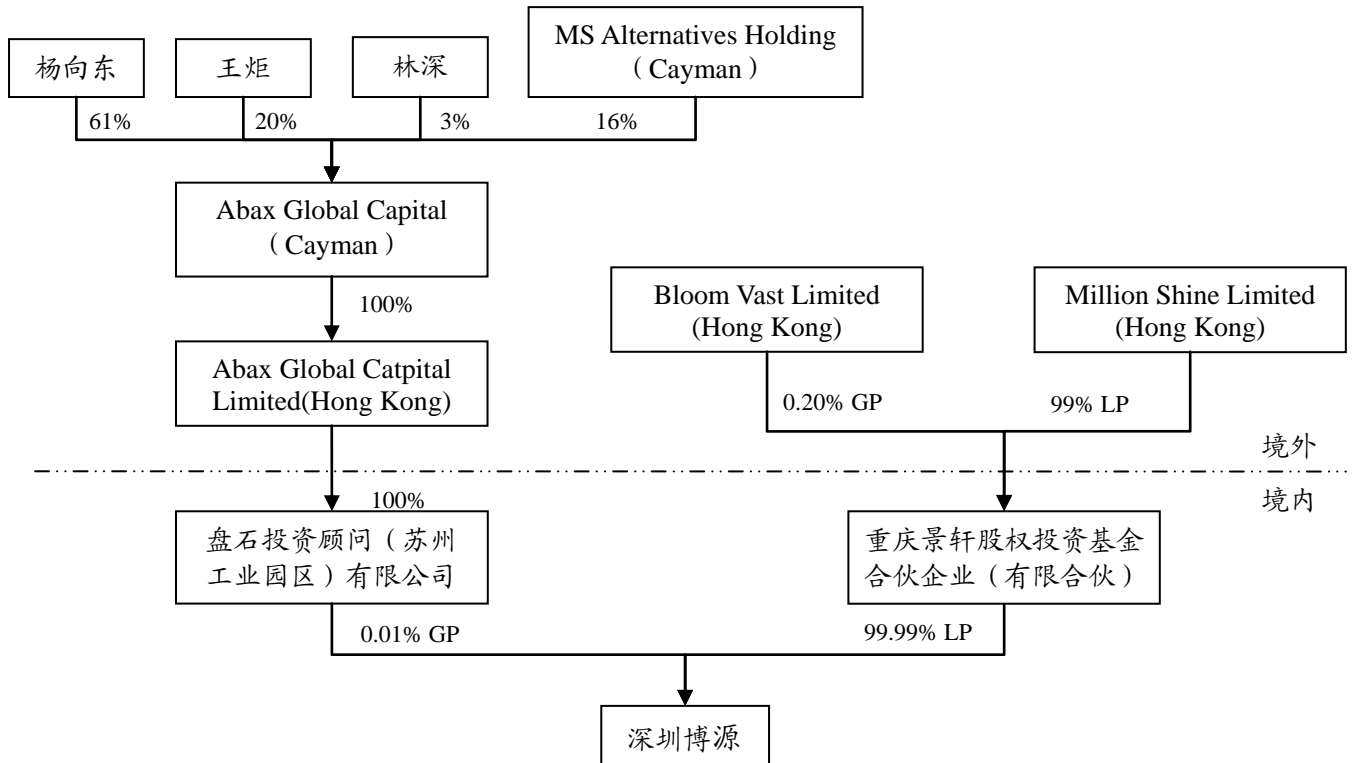 MS Alternatives Holding
（Cayman）
杨向东
王炬
林深
61%
20%
3%
16%
Abax Global Capital
（Cayman）
100%
Bloom Vast Limited
(Hong Kong)
Million Shine Limited
(Hong Kong)
Abax Global Catpital
Limited(Hong Kong)
0.20% GP
99% LP
境外
境内
100%
盘石投资顾问（苏州
工业园区）有限公司
重庆景轩股权投资基金
合伙企业（有限合伙）
0.01% GP
99.99% LP
深圳博源